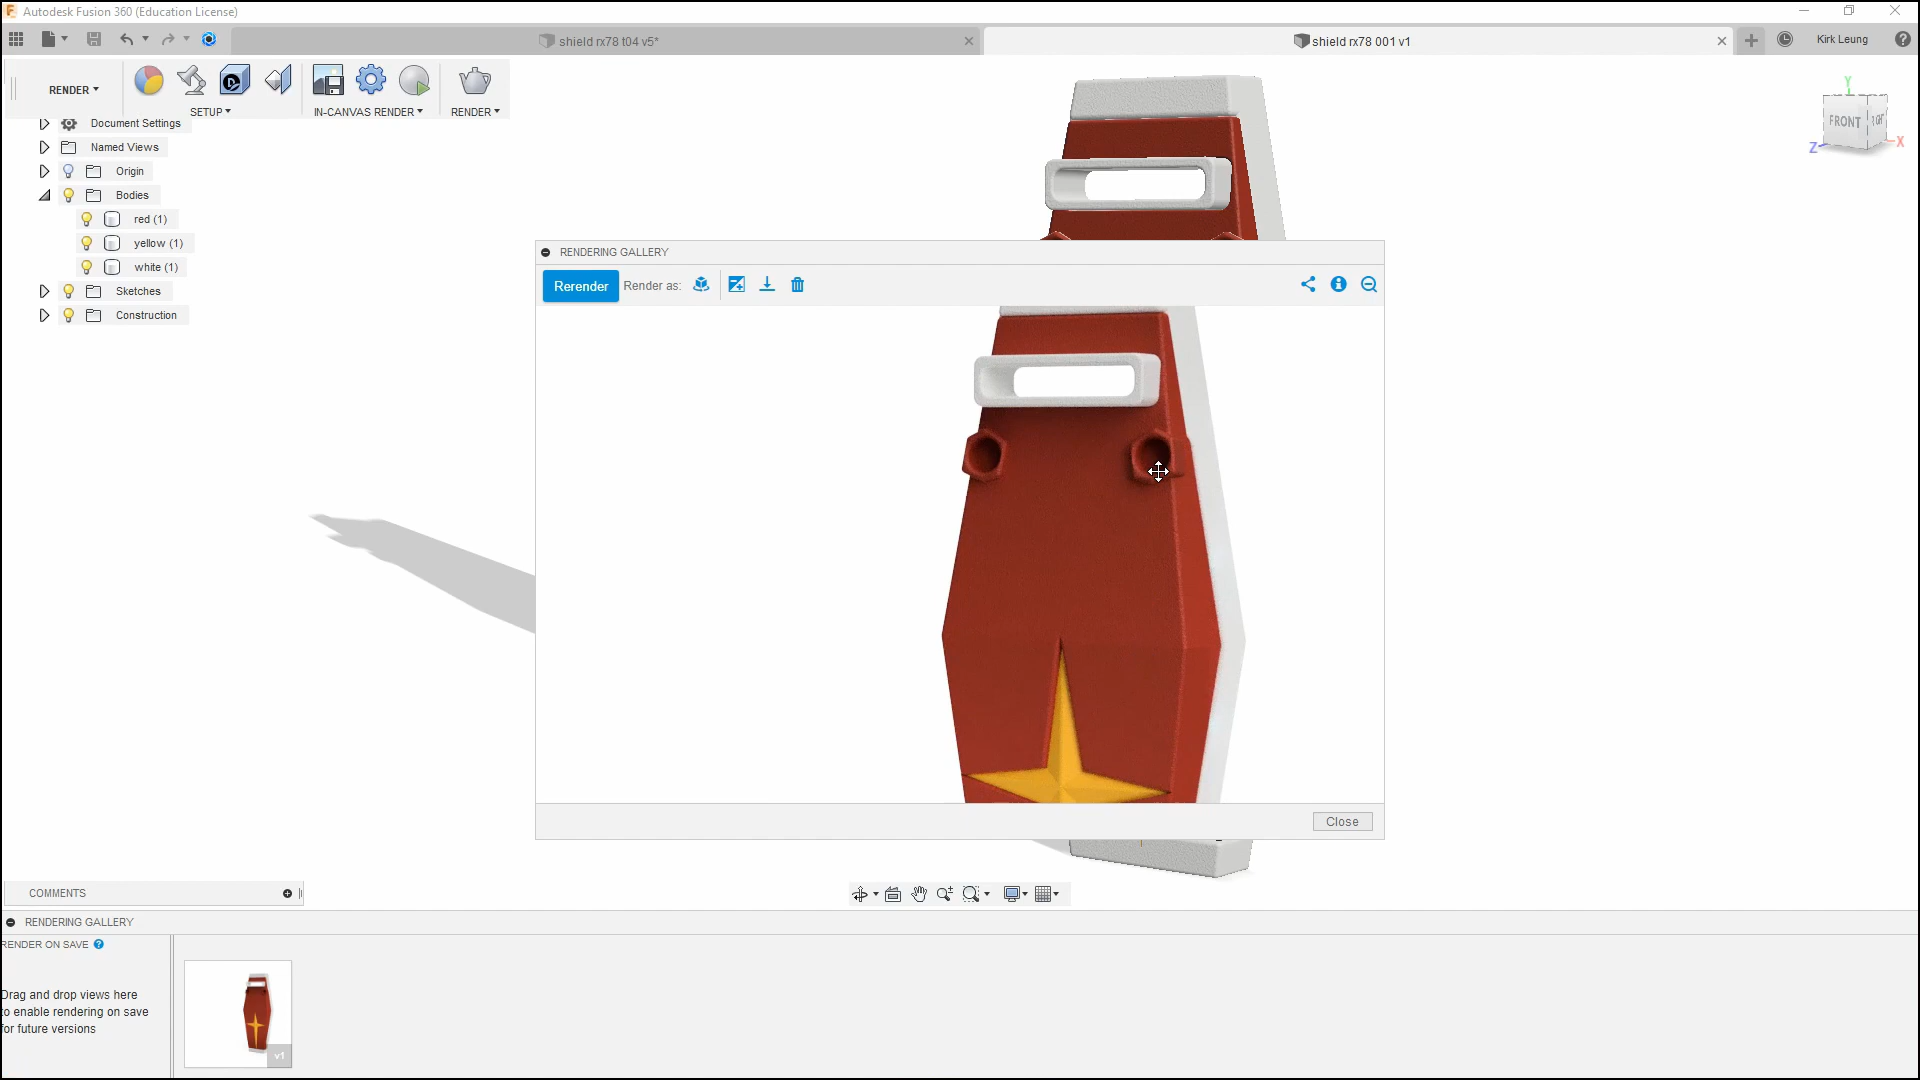 Autodesk Fusion 360 (Education License)
shield rx78 t04 v5*
shield rx78 001 v1
Kirk Leung
RENDER
SETUP
IN-CANVAS RENDER
RENDER
Y
FRONT
RIGHT
Z
X
Document Settings
Named Views
Origin
Bodies
red (1)
yellow (1)
white (1)
Sketches
Construction
RENDERING GALLERY
Rerender
Render as:
Close
COMMENTS
RENDERING GALLERY
RENDER ON SAVE
Drag and drop views here
to enable rendering on save
for future versions
v1